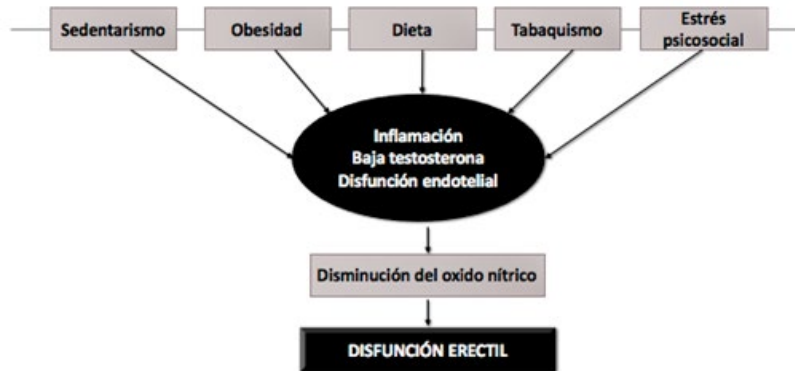 Sedentarismo
Obesidad
Dieta
Tabaquismo
Estrés
psicosocial
Inflamación
Baja testosterona
Disfunción endotelial
Disminución del oxido nítrico
DISFUNCIÓN ERECTIL